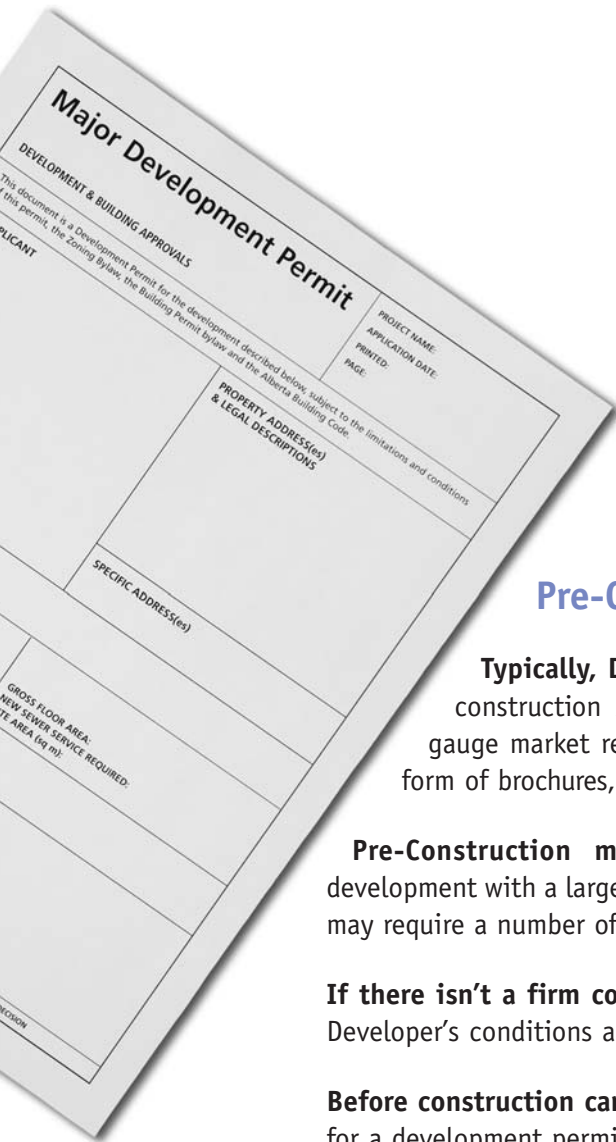 Major Development Permit
DEVELOPMENT & BUILDING APPROVALS
PROJECT NAME:
APPLICATION DATE:
PRINTED:
PAGE:
This document is a Development Permit for the development described below, subject to the limitations and conditions
this permit, the Zoning Bylaw, the Building Permit bylaw and the Alberta Building Code.
PLICANT
PROPERTY ADDRESS(es)
& LEGAL DESCRIPTIONS
SPECIFIC ADDRESS(es)
GROSS FLOOR AREA:
NEW SEWER SERVICE REQUIRED:
TE AREA (sq m):
DECISION
Pre-C
Typically, D
construction
gauge market re
form of brochures,
Pre-Construction m
development with a large
may require a number of
If there isn't a firm co
Developer's conditions a
Before construction can
for a development permi